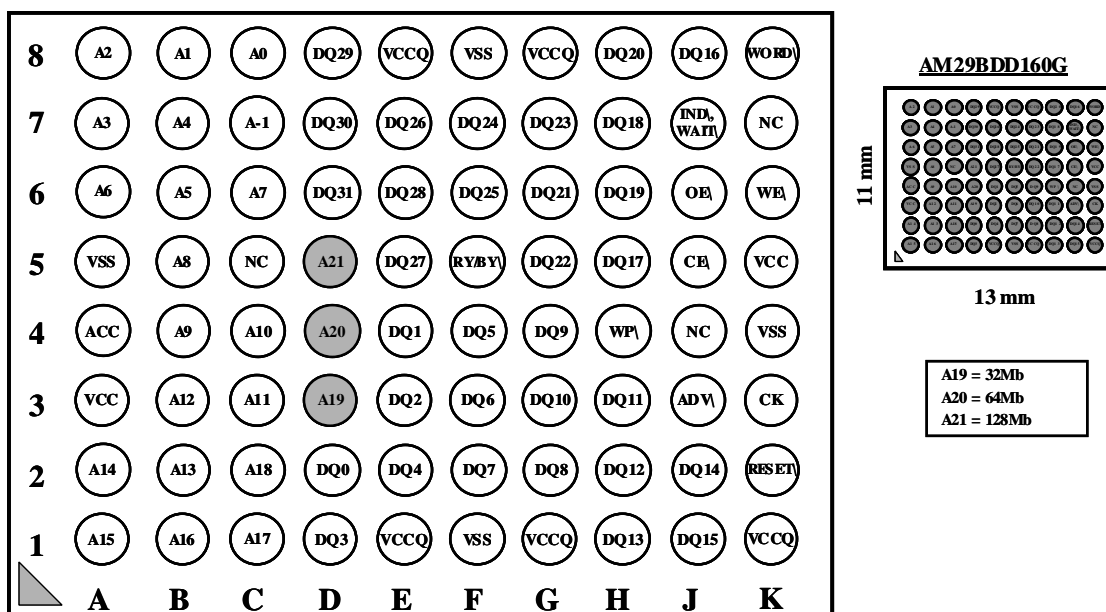 8 A2 A1 A0 DQ29 VCCQ VSS VCCQ DQ20 DQ16 WORD\
7 A3 A4 A-1 DQ30 DQ26 DQ24 DQ23 DQ18 IND\, WAIT\ NC
6 A6 A5 A7 DQ31 DQ28 DQ25 DQ21 DQ19 OE\ WE\
5 VSS A8 NC A21 DQ27 RY/BY\ DQ22 DQ17 CE\ VCC
4 ACC A9 A10 A20 DQ1 DQ5 DQ9 WP\ NC VSS
3 VCC A12 A11 A19 DQ2 DQ6 DQ10 DQ11 ADV\ CK
2 A14 A13 A18 DQ0 DQ4 DQ7 DQ8 DQ12 DQ14 RESET\
1 A15 A16 A17 DQ3 VCCQ VSS VCCQ DQ13 DQ15 VCCQ
A B C D E F G H J K
AM29BDD160G
11 mm
13 mm
A19 = 32Mb
A20 = 64Mb
A21 = 128Mb